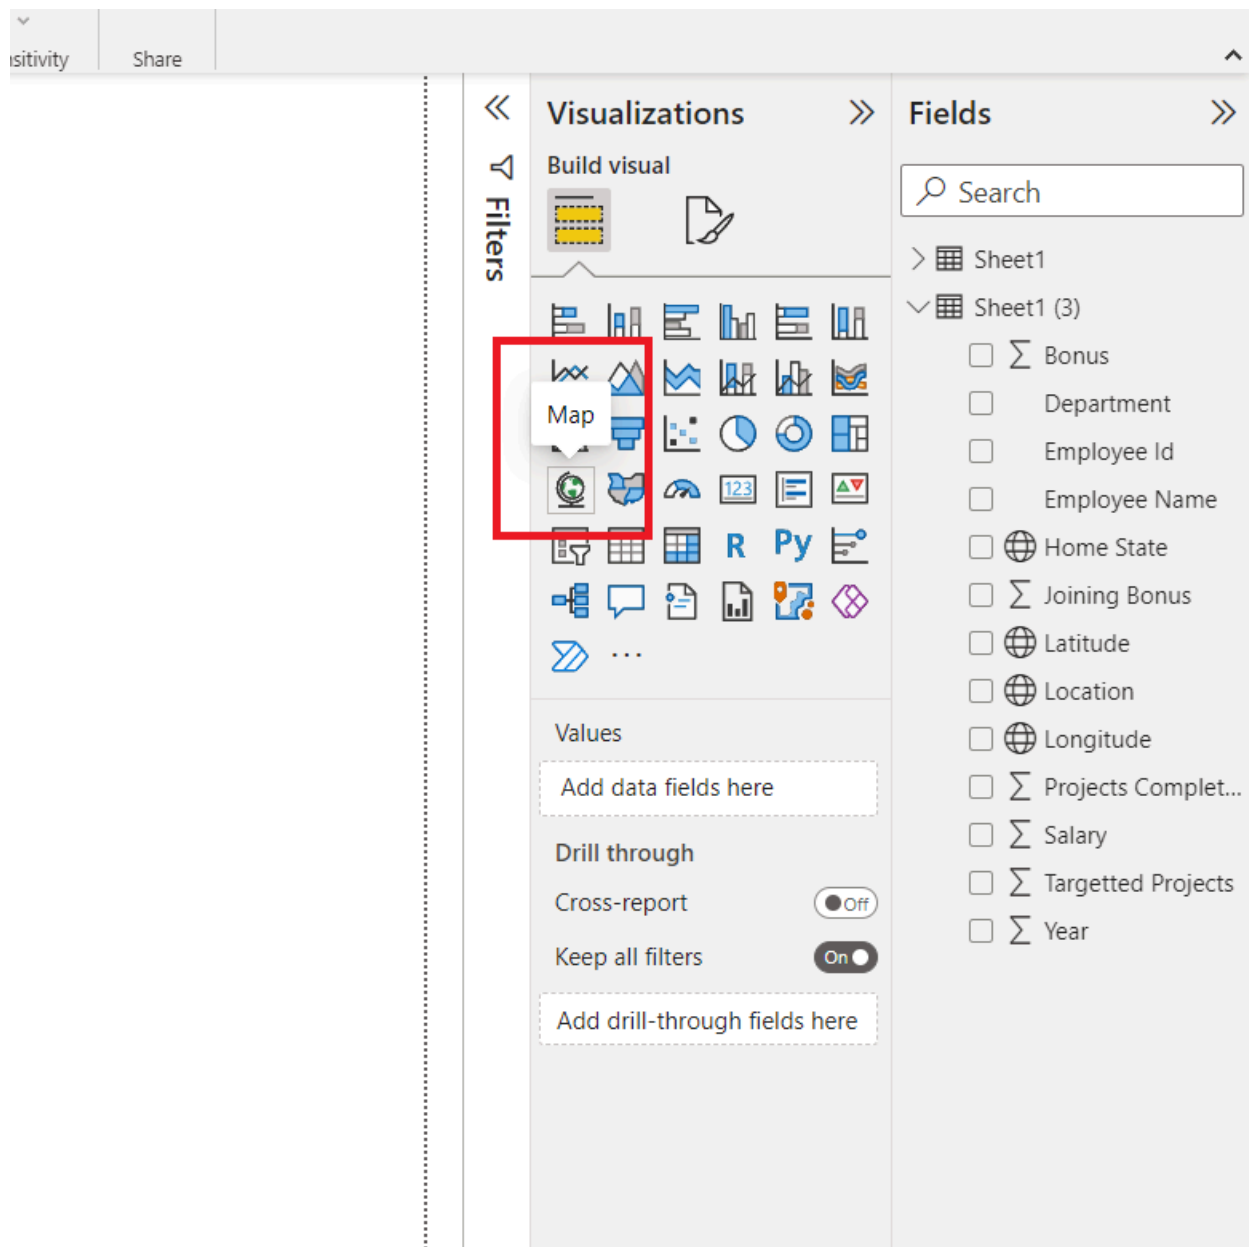 sitivity
Share
Visualizations
Fields
Build visual
Search
Filters
Sheet1
Sheet1 (3)
Bonus
Map
Department
Employee Id
123
Employee Name
R
Py
Home State
Joining Bonus
Latitude
...
Location
Values
Longitude
Add data fields here
Projects Complet...
Drill through
Salary
Cross-report
Off
Targetted Projects
Keep all filters
On
Year
Add drill-through fields here